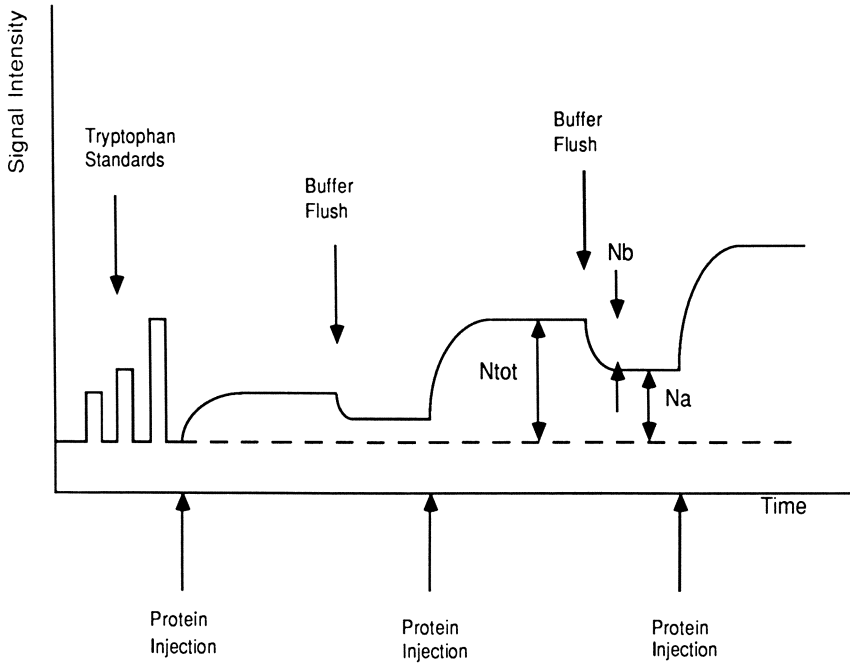 Signal Intensity
Tryptophan
Standards
Buffer
Flush
Buffer
Flush
Nb
Ntot
Na
Time
Protein
Injection
Protein
Injection
Protein
Injection